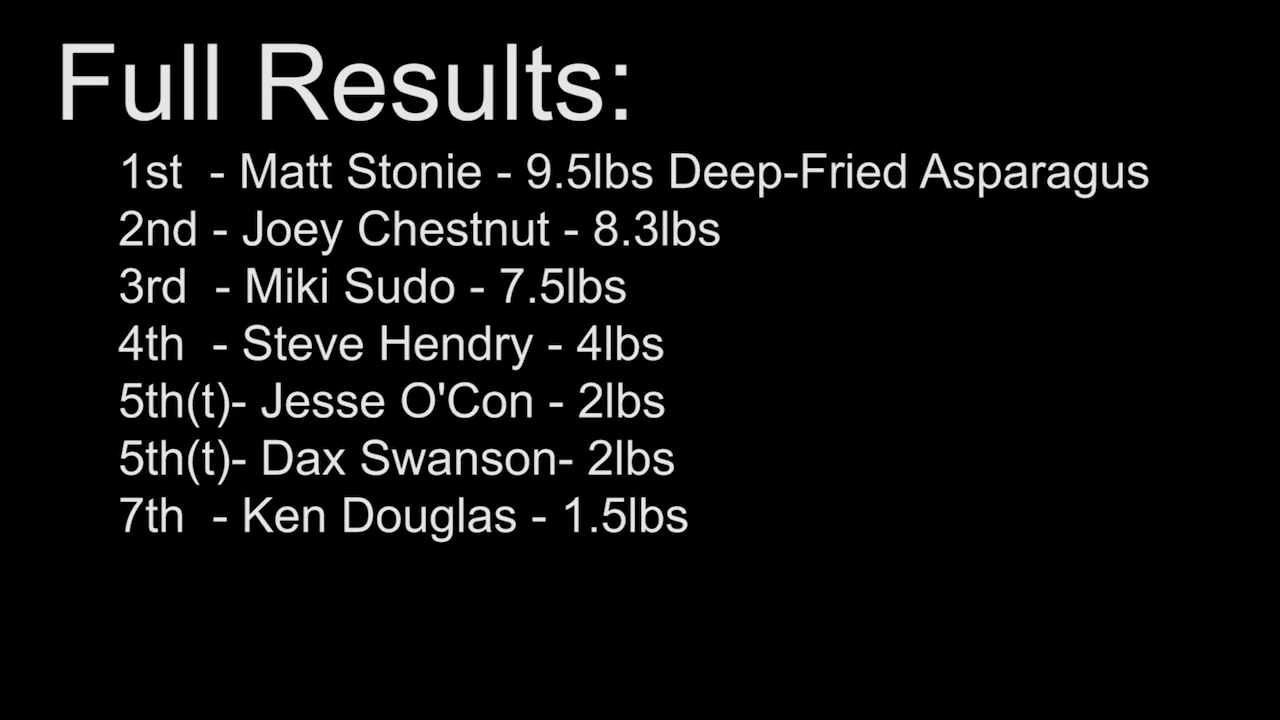 Full Results:
1st - Matt Stonie - 9.5lbs Deep-Fried Asparagus
2nd - Joey Chestnut - 8.3lbs
3rd - Miki Sudo - 7.5lbs
4th - Steve Hendry - 4lbs
5th(t)- Jesse O'Con - 2lbs
5th(t)- Dax Swanson- 2lbs
7th - Ken Douglas - 1.5lbs